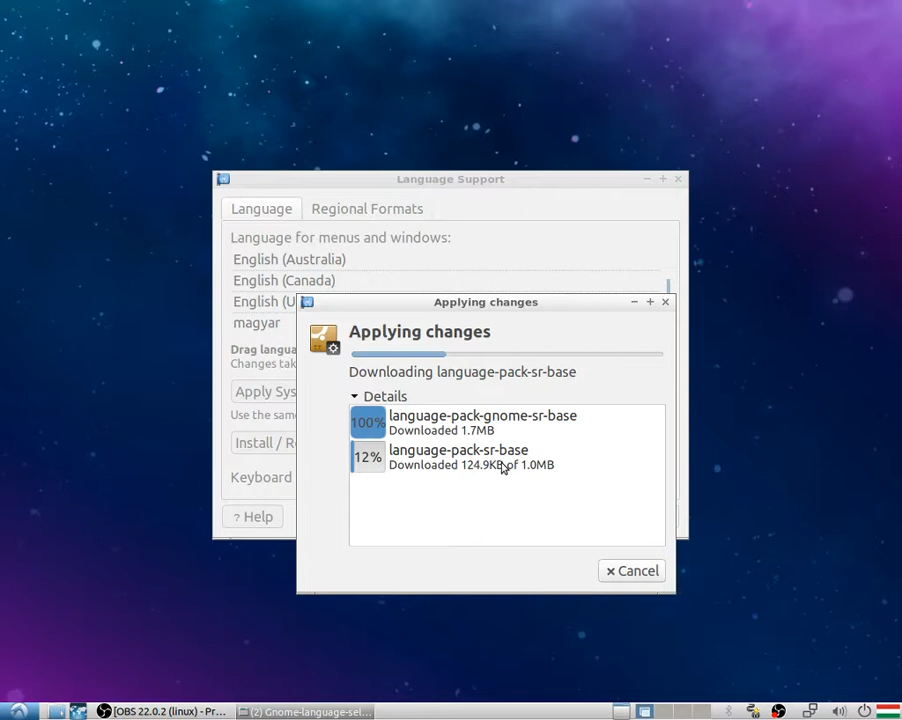 Language Support
Language
Regional Formats
Language for menus and windows:
English (Australia)
English (Canada)
English (U
magyar
Drag langua
Changes tak
Apply Sys
Use the same
Install / R
Keyboard
? Help
Applying changes
Applying changes
Downloading language-pack-sr-base
Details
100%
language-pack-gnome-sr-base
Downloaded 1.7MB
12%
language-pack-sr-base
Downloaded 124.9KB of 1.0MB
Cancel
[OBS 22.0.2 (linux) - Pr...
(2) Gnome-language-sel...